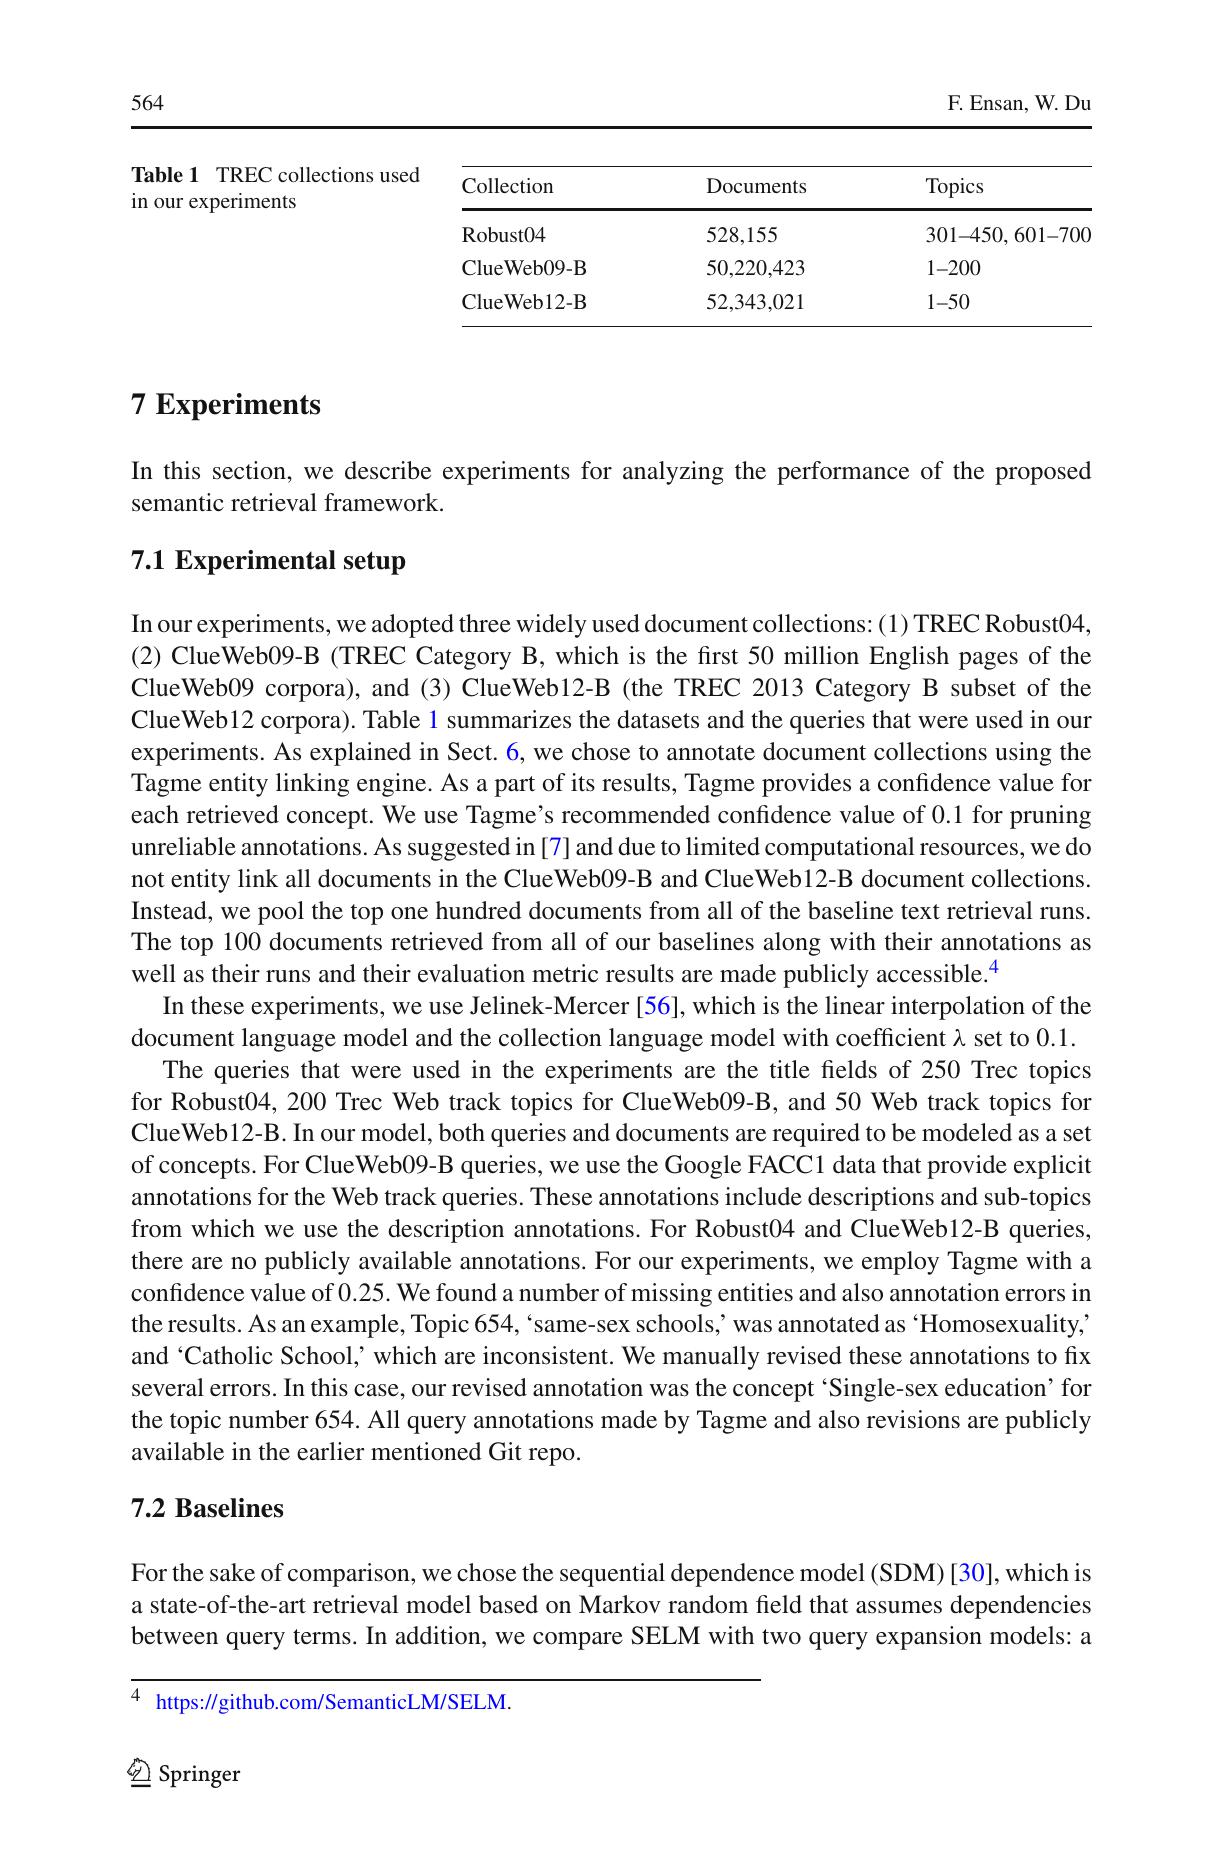 564
F. Ensan, W. Du
Table 1 TREC collections used
in our experiments
Collection Documents Topics
Robust04 528,155 301–450, 601–700
ClueWeb09-B 50,220,423 1–200
ClueWeb12-B 52,343,021 1–50
7 Experiments
In this section, we describe experiments for analyzing the performance of the proposed
semantic retrieval framework.
7.1 Experimental setup
In our experiments, we adopted three widely used document collections: (1) TREC Robust04,
(2) ClueWeb09-B (TREC Category B, which is the first 50 million English pages of the
ClueWeb09 corpora), and (3) ClueWeb12-B (the TREC 2013 Category B subset of the
ClueWeb12 corpora). Table 1 summarizes the datasets and the queries that were used in our
experiments. As explained in Sect. 6, we chose to annotate document collections using the
Tagme entity linking engine. As a part of its results, Tagme provides a confidence value for
each retrieved concept. We use Tagme’s recommended confidence value of 0.1 for pruning
unreliable annotations. As suggested in [7] and due to limited computational resources, we do
not entity link all documents in the ClueWeb09-B and ClueWeb12-B document collections.
Instead, we pool the top one hundred documents from all of the baseline text retrieval runs.
The top 100 documents retrieved from all of our baselines along with their annotations as
well as their runs and their evaluation metric results are made publicly accessible.4
In these experiments, we use Jelinek-Mercer [56], which is the linear interpolation of the
document language model and the collection language model with coefficient λ set to 0.1.
The queries that were used in the experiments are the title fields of 250 Trec topics
for Robust04, 200 Trec Web track topics for ClueWeb09-B, and 50 Web track topics for
ClueWeb12-B. In our model, both queries and documents are required to be modeled as a set
of concepts. For ClueWeb09-B queries, we use the Google FACC1 data that provide explicit
annotations for the Web track queries. These annotations include descriptions and sub-topics
from which we use the description annotations. For Robust04 and ClueWeb12-B queries,
there are no publicly available annotations. For our experiments, we employ Tagme with a
confidence value of 0.25. We found a number of missing entities and also annotation errors in
the results. As an example, Topic 654, ‘same-sex schools,’ was annotated as ‘Homosexuality,’
and ‘Catholic School,’ which are inconsistent. We manually revised these annotations to fix
several errors. In this case, our revised annotation was the concept ‘Single-sex education’ for
the topic number 654. All query annotations made by Tagme and also revisions are publicly
available in the earlier mentioned Git repo.
7.2 Baselines
For the sake of comparison, we chose the sequential dependence model (SDM) [30], which is
a state-of-the-art retrieval model based on Markov random field that assumes dependencies
between query terms. In addition, we compare SELM with two query expansion models: a
4 https://github.com/SemanticLM/SELM.
Springer